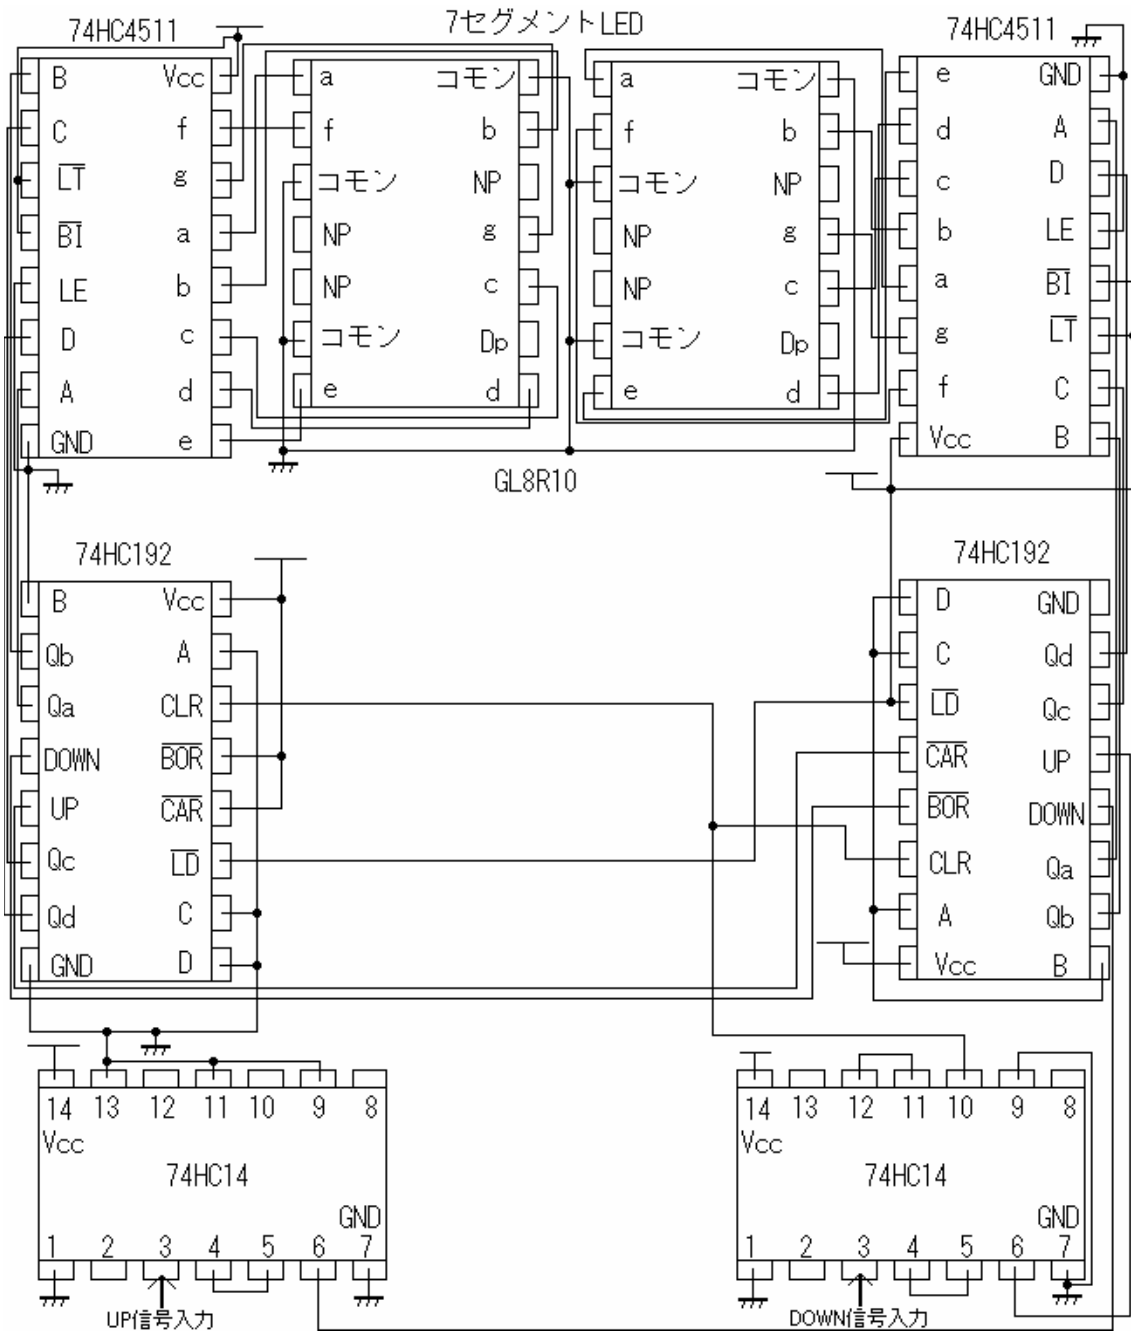 7セグメントLED
74HC4511
B Vcc
C f
LT g
BI a
LE b
D c
A d
GND e
a コモン
f b
コモン NP
NP g
NP c
コモン Dp
e d
a コモン
f b
コモン NP
NP g
NP c
コモン Dp
e d
GL8R10
74HC4511
e GND
d A
c D
b LE
a BI
g LT
f C
Vcc B
74HC192
B Vcc
Qb A
Qa CLR
DOWN BOR
UP CAR
Qc LD
Qd C
GND D
74HC192
D GND
C Qd
LD Qc
CAR UP
BOR DOWN
CLR Qa
A Qb
Vcc B
14 13 12 11 10 9 8
Vcc
74HC14
GND
1 2 3 4 5 6 7
UP信号入力
14 13 12 11 10 9 8
Vcc
74HC14
GND
1 2 3 4 5 6 7
DOWN信号入力